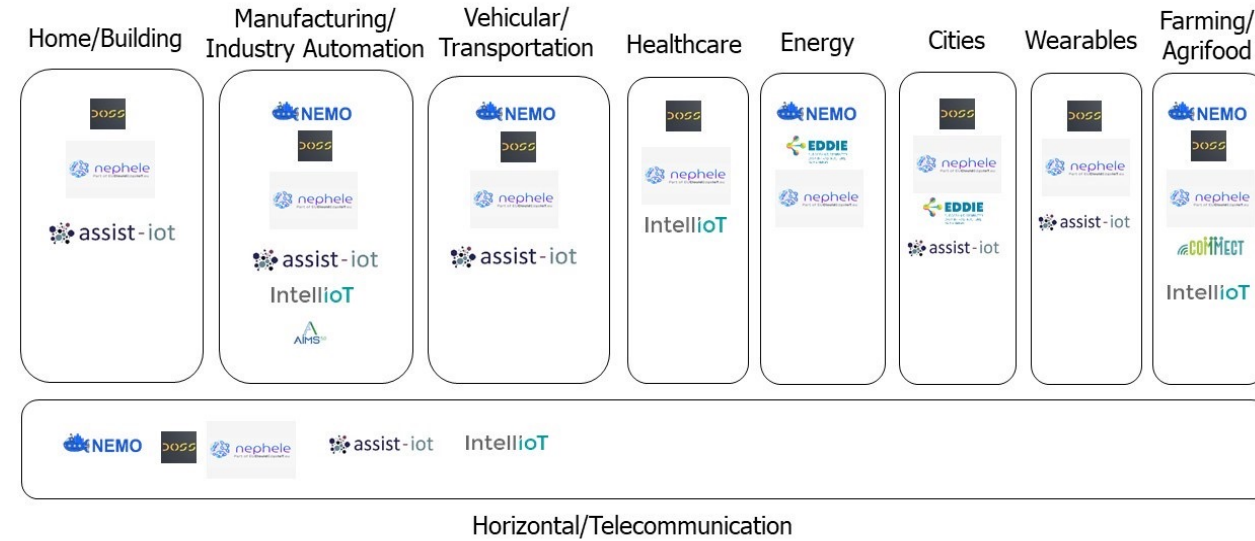 Home/Building
Manufacturing/
Industry Automation
Vehicular/
Transportation
Healthcare
Energy
Cities
Wearables
Farming/
Agrifood
DOSS
nephele
assist-iot
NEMO
DOSS
nephele
assist-iot
IntellioT
AIMS
NEMO
DOSS
nephele
assist-iot
DOSS
nephele
IntellioT
NEMO
EDDIE
nephele
DOSS
nephele
EDDIE
assist-iot
DOSS
nephele
assist-iot
NEMO
DOSS
nephele
COMMECT
IntellioT
NEMO
DOSS
nephele
assist-iot
IntellioT
Horizontal/Telecommunication